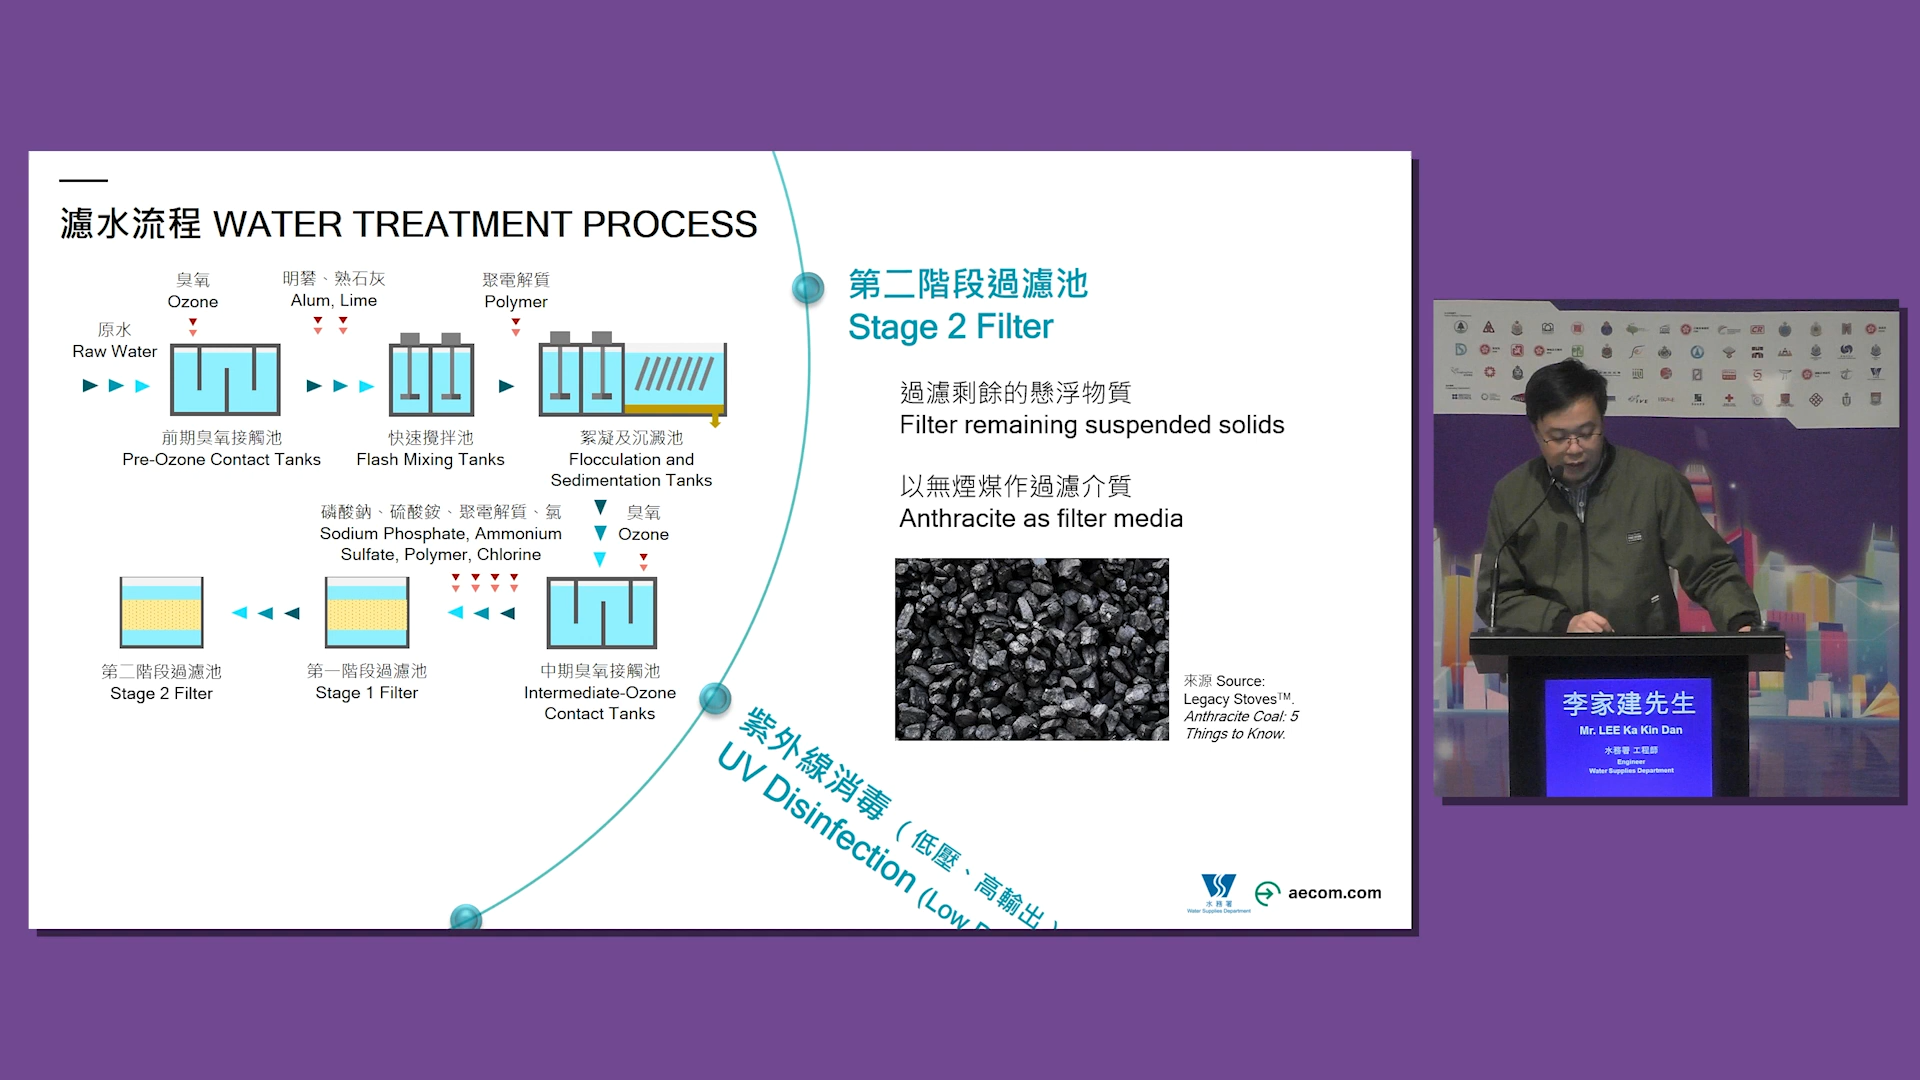 濾水流程 WATER TREATMENT PROCESS
臭氧
Ozone
明礬、熟石灰
Alum, Lime
聚電解質
Polymer
原水
Raw Water
前期臭氧接觸池
Pre-Ozone Contact Tanks
快速攪拌池
Flash Mixing Tanks
絮凝及沉澱池
Flocculation and
Sedimentation Tanks
磷酸鈉、硫酸銨、聚電解質、氯
Sodium Phosphate, Ammonium
Sulfate, Polymer, Chlorine
臭氧
Ozone
第二階段過濾池
Stage 2 Filter
第一階段過濾池
Stage 1 Filter
中期臭氧接觸池
Intermediate-Ozone
Contact Tanks
第二階段過濾池
Stage 2 Filter
過濾剩餘的懸浮物質
Filter remaining suspended solids
以無煙煤作過濾介質
Anthracite as filter media
來源 Source:
Legacy Stoves™.
Anthracite Coal: 5
Things to Know.
紫外線消毒（低壓、高輸出）
UV Disinfection (Low
水務署
Water Supplies Department
aecom.com
李家建先生
Mr. LEE Ka Kin Dan
水務署 工程師
Engineer
Water Supplies Department